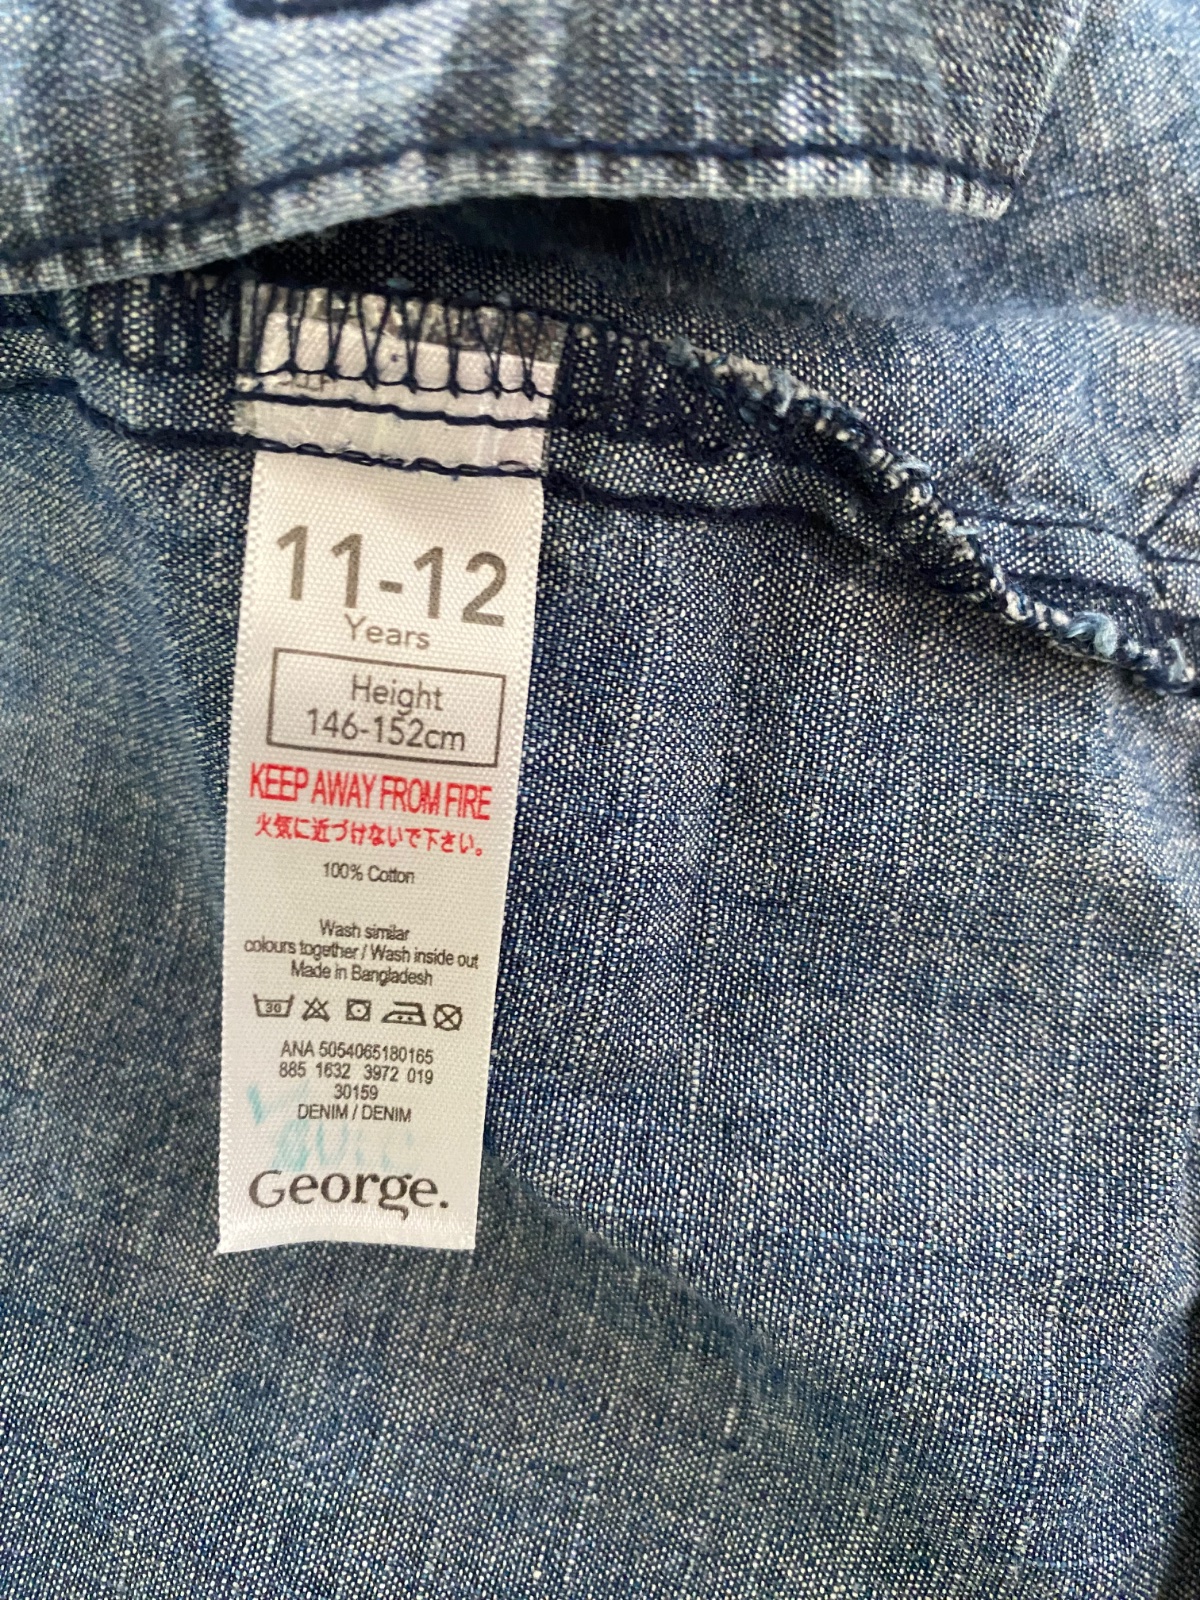 11-12
Years
Height
146-152cm
KEEP AWAY FROM FIRE
火気に近づけないで下さい。
100% Cotton
Wash similar
colours together / Wash inside out
Made in Bangladesh
30
ANA 5054065180165
885 1632 3972 019
30159
DENIM / DENIM
George.